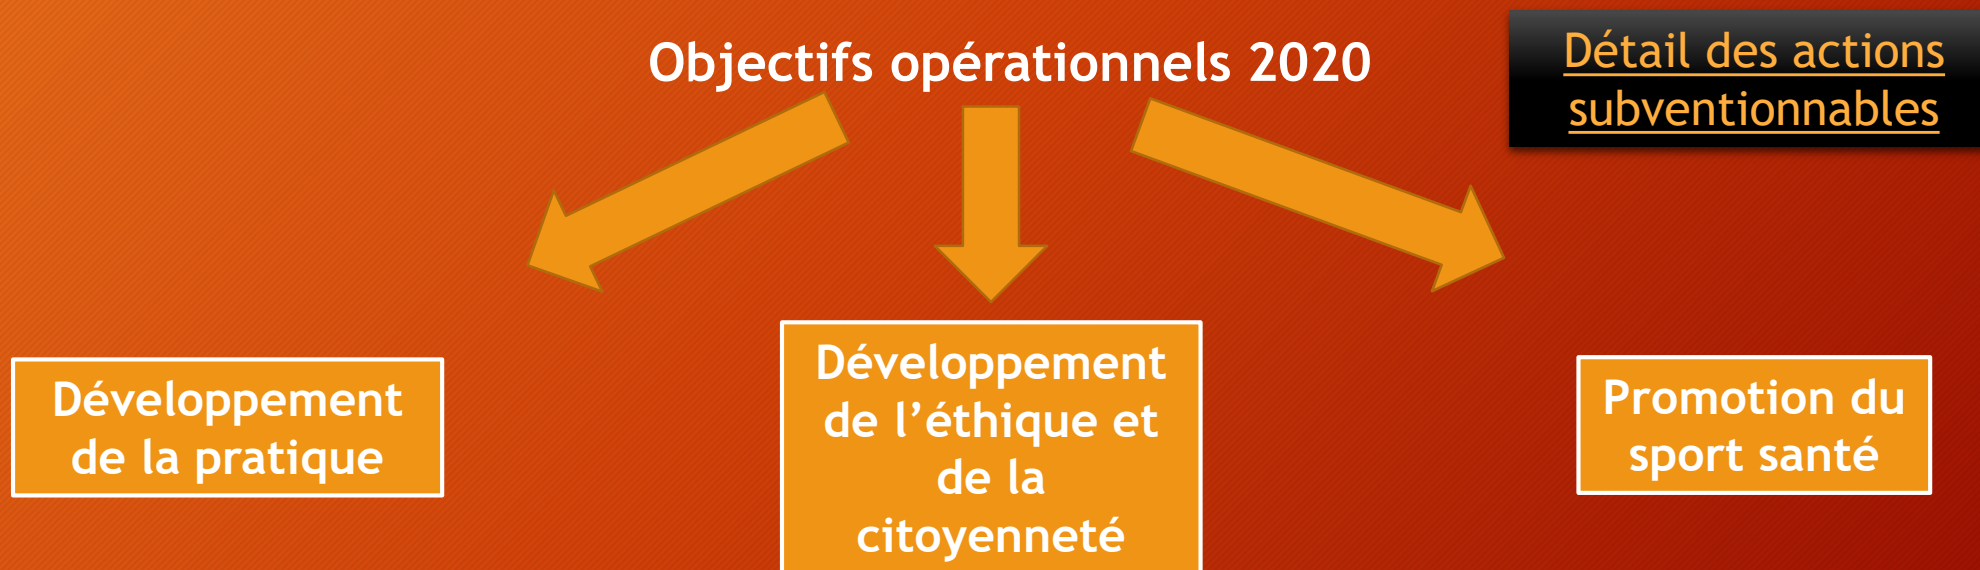 Objectifs opérationnels 2020
Détail des actions
subventionnables
Développement
de la pratique
Développement
de l’éthique et
de la
citoyenneté
Promotion du
sport santé